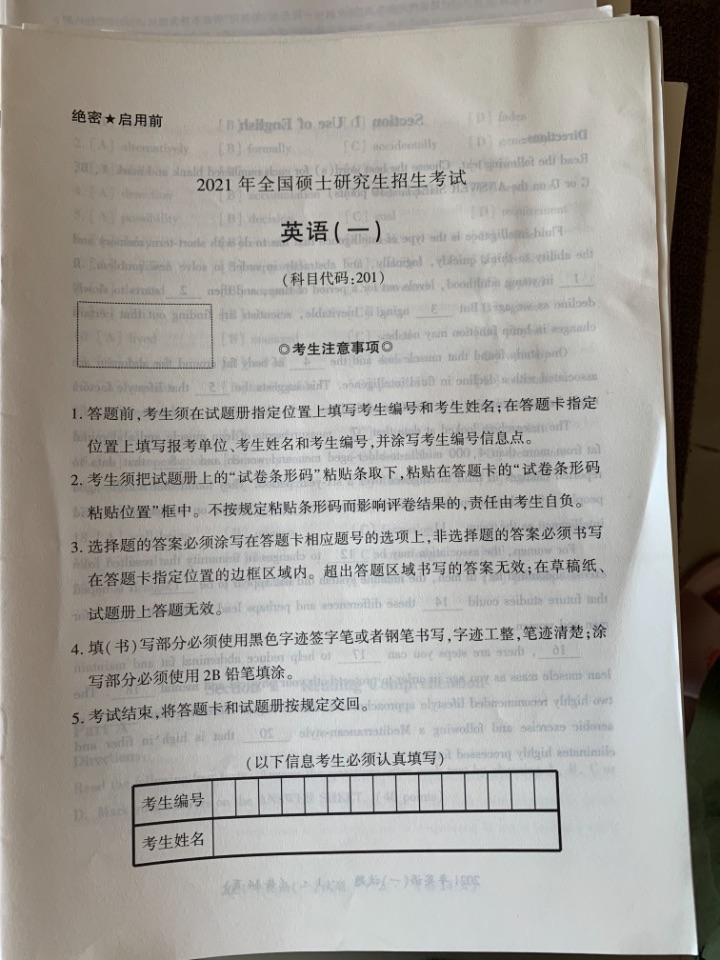 绝密★启用前
2021 年全国硕士研究生招生考试
英语(一)
(科目代码:201)
◎考生注意事项◎
1. 答题前,考生须在试题册指定位置上填写考生编号和考生姓名;在答题卡指定
位置上填写报考单位、考生姓名和考生编号,并涂写考生编号信息点。
2. 考生须把试题册上的“试卷条形码”粘贴条取下,粘贴在答题卡的“试卷条形码
粘贴位置”框中。不按规定粘贴条形码而影响评卷结果的,责任由考生自负。
3. 选择题的答案必须涂写在答题卡相应题号的选项上,非选择题的答案必须书写
在答题卡指定位置的边框区域内。超出答题区域书写的答案无效;在草稿纸、
试题册上答题无效。
4. 填(书)写部分必须使用黑色字迹签字笔或者钢笔书写,字迹工整,笔迹清楚;涂
写部分必须使用 2B 铅笔填涂。
5. 考试结束,将答题卡和试题册按规定交回。
(以下信息考生必须认真填写)
考生编号
考生姓名